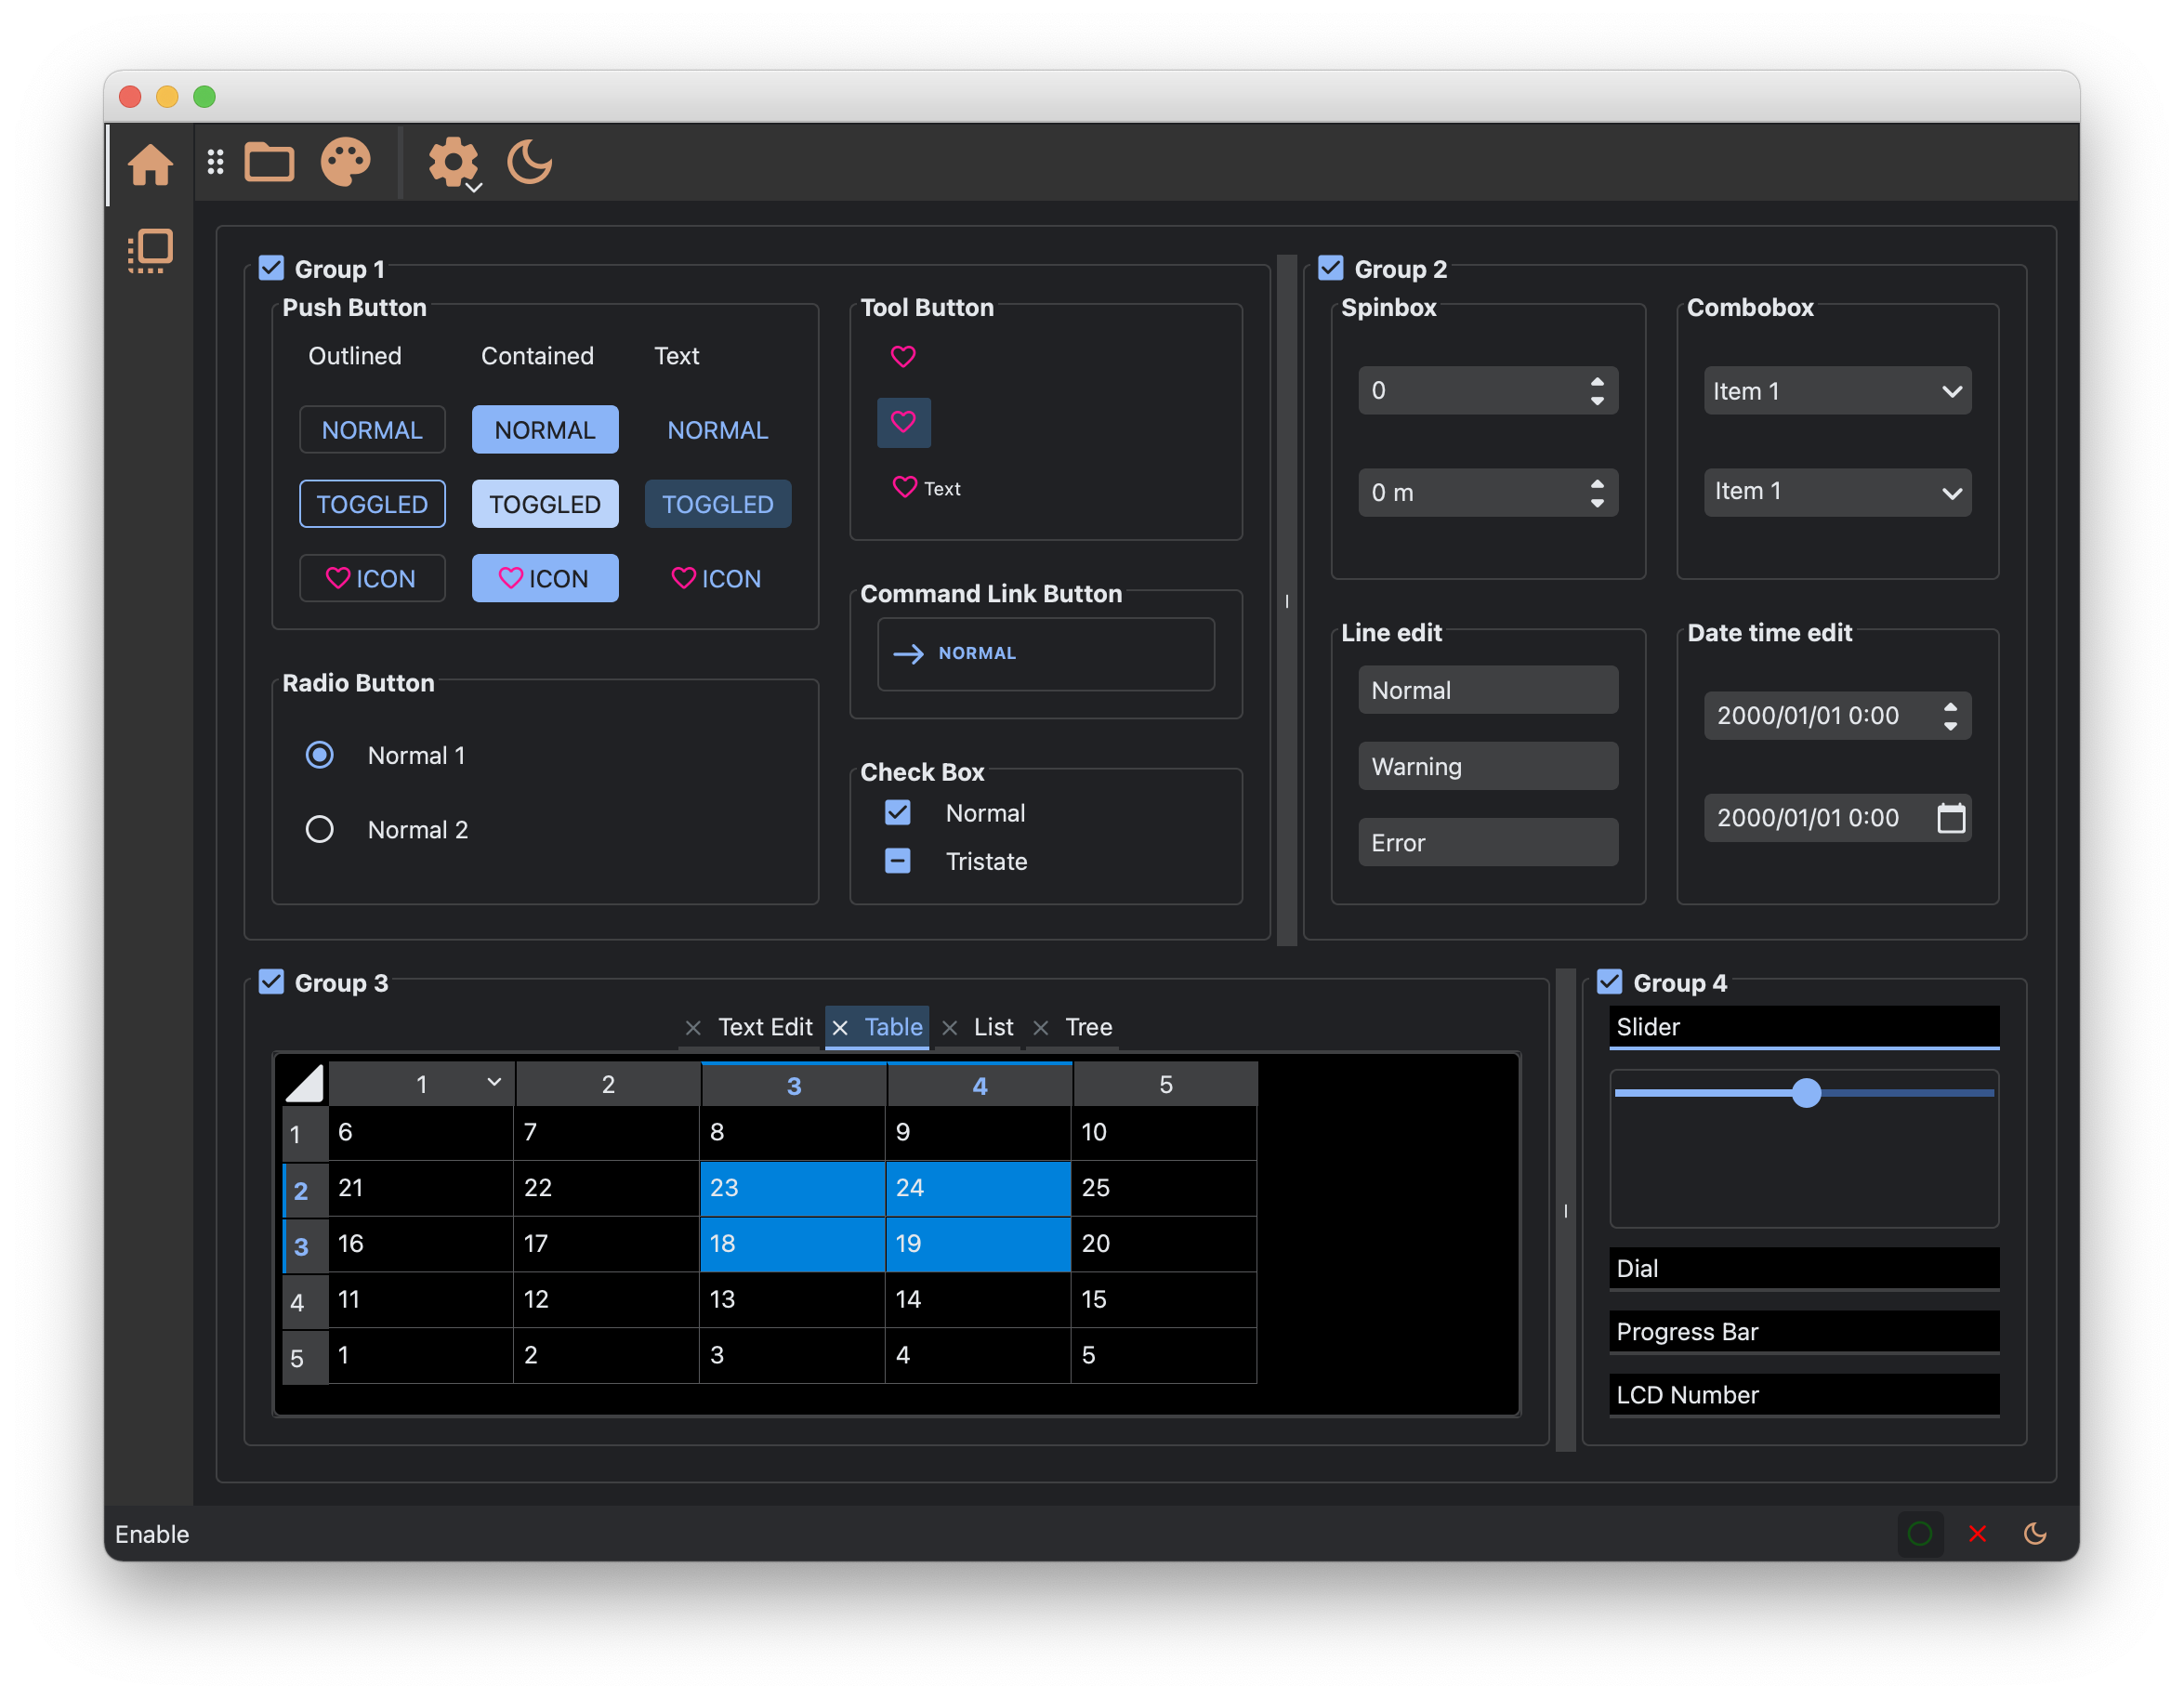 Group 1
Push Button
Outlined Contained Text
NORMAL NORMAL NORMAL
TOGGLED TOGGLED TOGGLED
ICON ICON ICON
Radio Button
Normal 1
Normal 2
Tool Button
Text
Command Link Button
NORMAL
Check Box
Normal
Tristate
Group 2
Spinbox
0
0 m
Combobox
Item 1
Item 1
Line edit
Normal
Warning
Error
Date time edit
2000/01/01 0:00
2000/01/01 0:00
Group 3
Text Edit Table List Tree
1 2 3 4 5
1 6 7 8 9 10
2 21 22 23 24 25
3 16 17 18 19 20
4 11 12 13 14 15
5 1 2 3 4 5
Group 4
Slider
Dial
Progress Bar
LCD Number
Enable